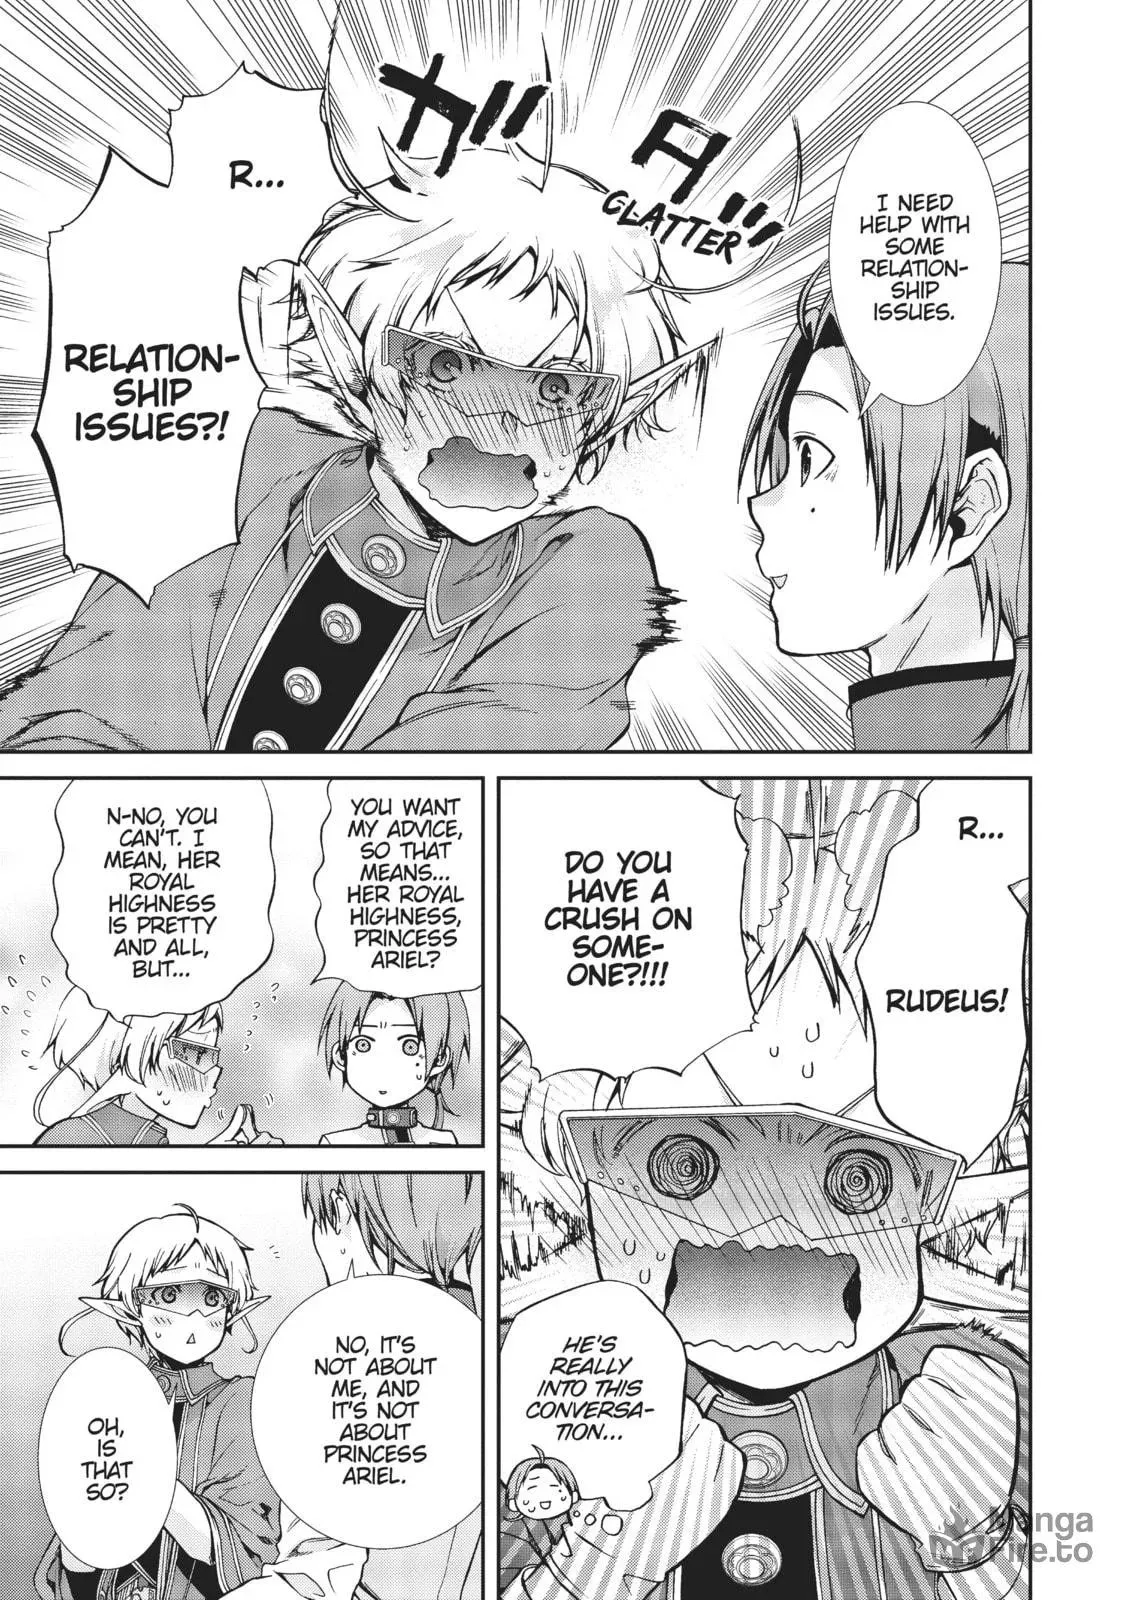 I NEED
HELP WITH
SOME
RELATION-
SHIP
ISSUES.
ガタッ
CLATTER
R...
RELATION-
SHIP
ISSUES?!
R...
RUDEUS!
DO YOU
HAVE A
CRUSH ON
SOME-
ONE?!!!
HE'S
REALLY
INTO THIS
CONVERSA-
TION...
YOU WANT
MY ADVICE,
SO THAT
MEANS...
HER ROYAL
HIGHNESS,
PRINCESS
ARIEL?
N-NO, YOU
CAN'T. I
MEAN, HER
ROYAL
HIGHNESS
IS PRETTY
AND ALL,
BUT...
NO, IT'S
NOT ABOUT
ME, AND
IT'S NOT
ABOUT
PRINCESS
ARIEL.
OH,
IS
THAT
SO?
Manga
Fire.to